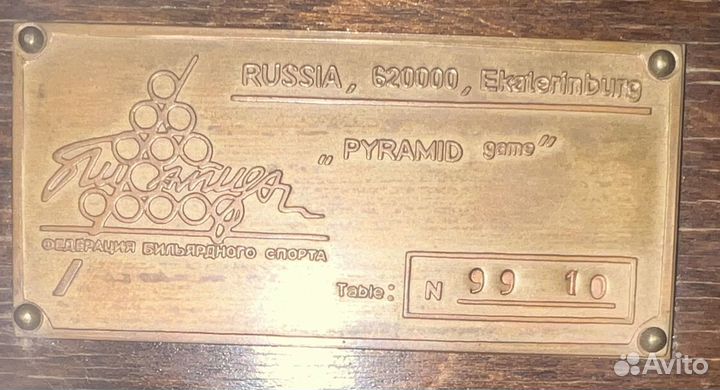 RUSSIA, 620000, Ekaterinburg
Пирамида
ФЕДЕРАЦИЯ БИЛЬЯРДНОГО СПОРТА
„PYRAMID game”
Table: N 99 10
Avito